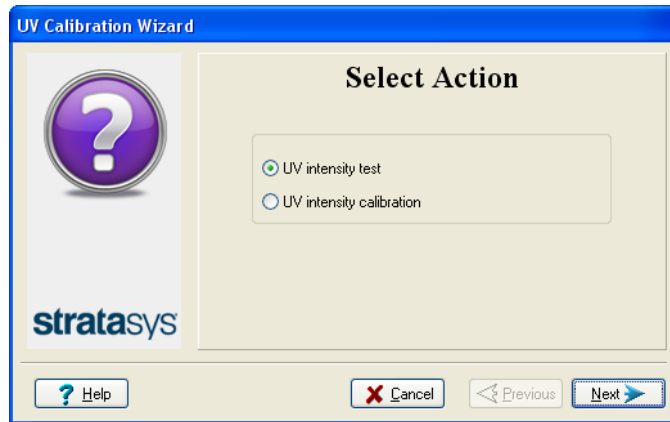 UV Calibration Wizard
Select Action
UV intensity test
UV intensity calibration
stratasys
? Help
Cancel
Previous
Next